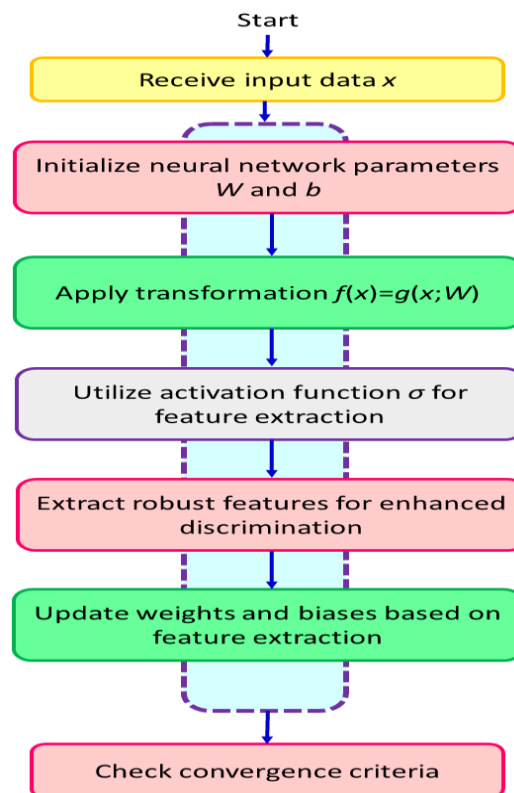 Start
Receive input data x
Initialize neural network parameters
W and b
Apply transformation f(x)=g(x;W)
Utilize activation function σ for
feature extraction
Extract robust features for enhanced
discrimination
Update weights and biases based on
feature extraction
Check convergence criteria